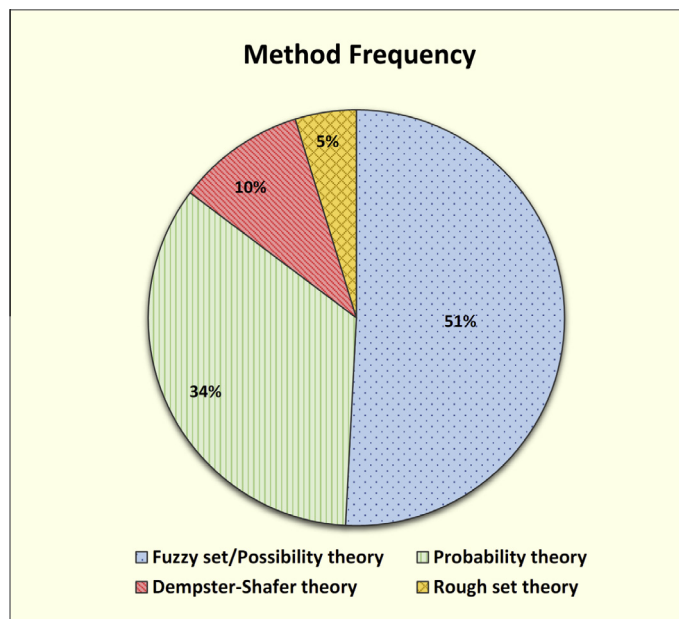 Method Frequency
5%
10%
51%
34%
Fuzzy set/Possibility theory Probability theory
Dempster-Shafer theory Rough set theory